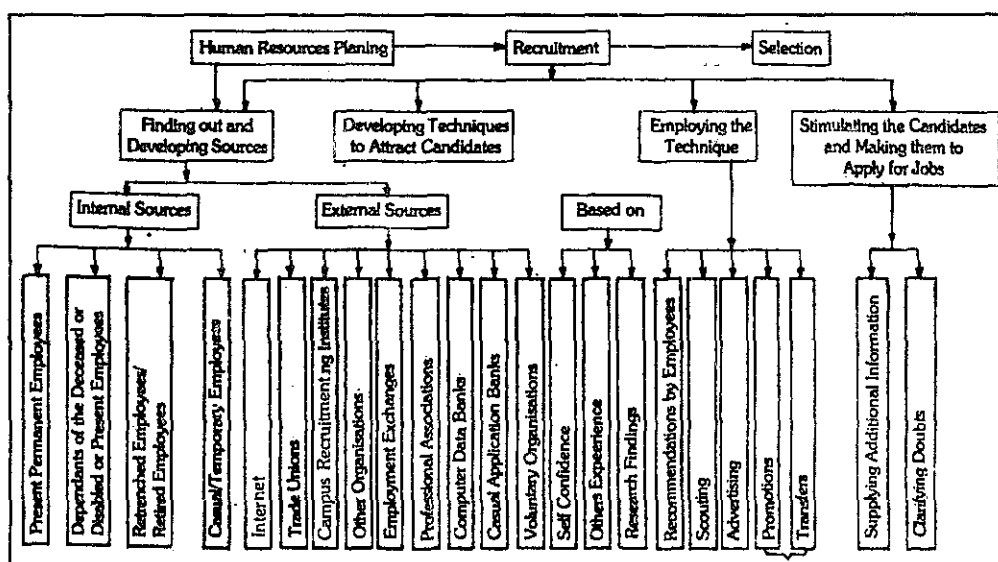 Human Resources Planing
Recruitment
Selection
Finding out and
Developing Sources
Developing Techniques
to Attract Candidates
Employing the
Technique
Stimulating the Candidates
and Making them to
Apply for Jobs
Internal Sources
External Sources
Based on
Present Permanent Employees
Dependants of the Deceased or
Disabled or Present Employees
Retrenched Employees/
Retired Employees
Casual/Temporary Employess
Internet
Trade Unions
Campus Recruitment ng Institutes
Other Organisations
Employment Exchanges
Professional Associations
Computer Data Banks
Casual Application Banks
Voluntary Organisations
Self Confidence
Others Expeerience
Research Findings
Recommendations by Employees
Scouting
Advertising
Promotions
Transfers
Supplying Additional Information
Clarifying Doubts